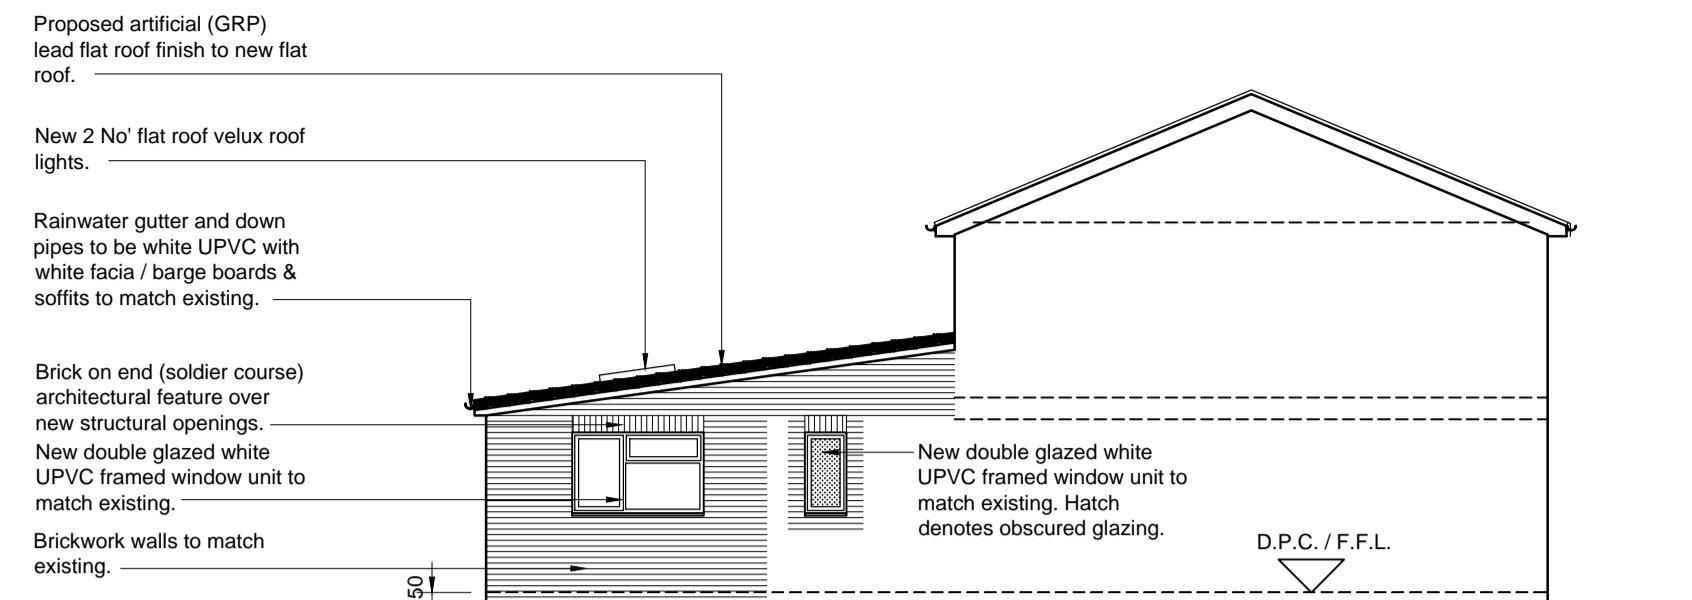 Proposed artificial (GRP)
lead flat roof finish to new flat
roof.
New 2 No' flat roof velux roof
lights.
Rainwater gutter and down
pipes to be white UPVC with
white facia / barge boards &
soffits to match existing.
Brick on end (soldier course)
architectural feature over
new structural openings.
New double glazed white
UPVC framed window unit to
match existing.
Brickwork walls to match
existing.
New double glazed white
UPVC framed window unit to
match existing. Hatch
denotes obscured glazing.
D.P.C. / F.F.L.